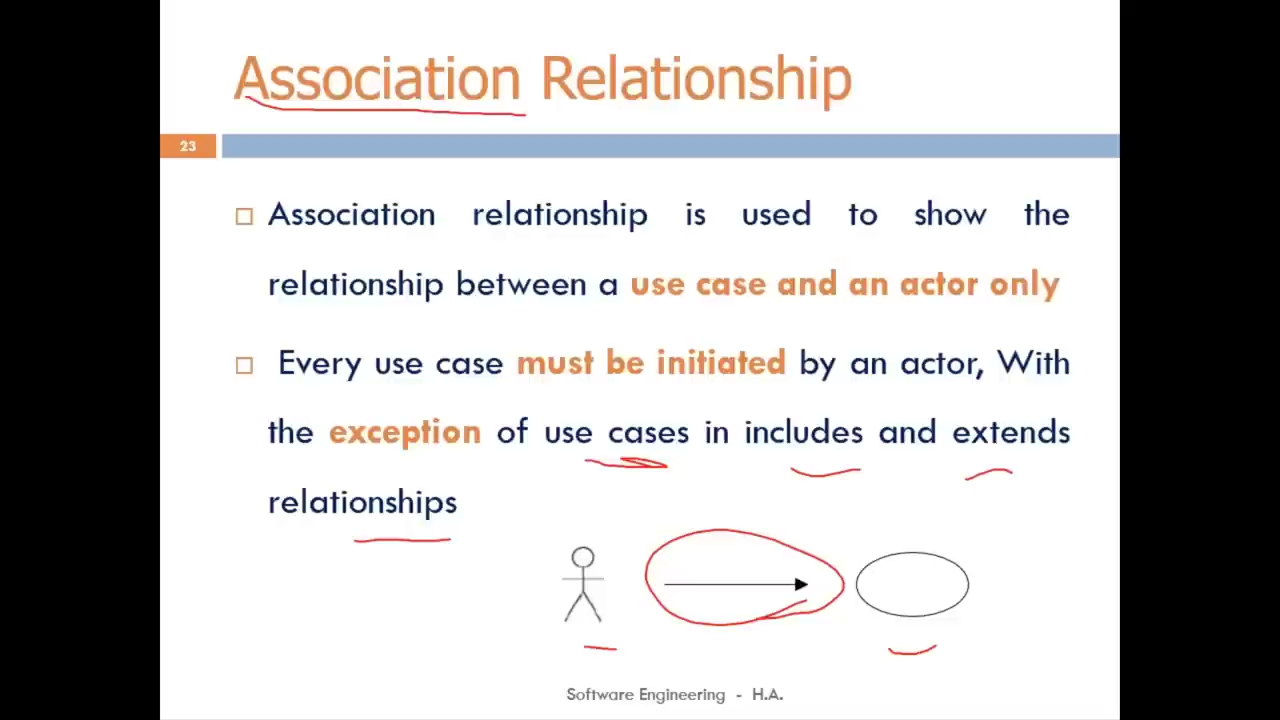 Association Relationship
23
Association relationship is used to show the
relationship between a use case and an actor only
Every use case must be initiated by an actor, With
the exception of use cases in includes and extends
relationships
Software Engineering - H.A.